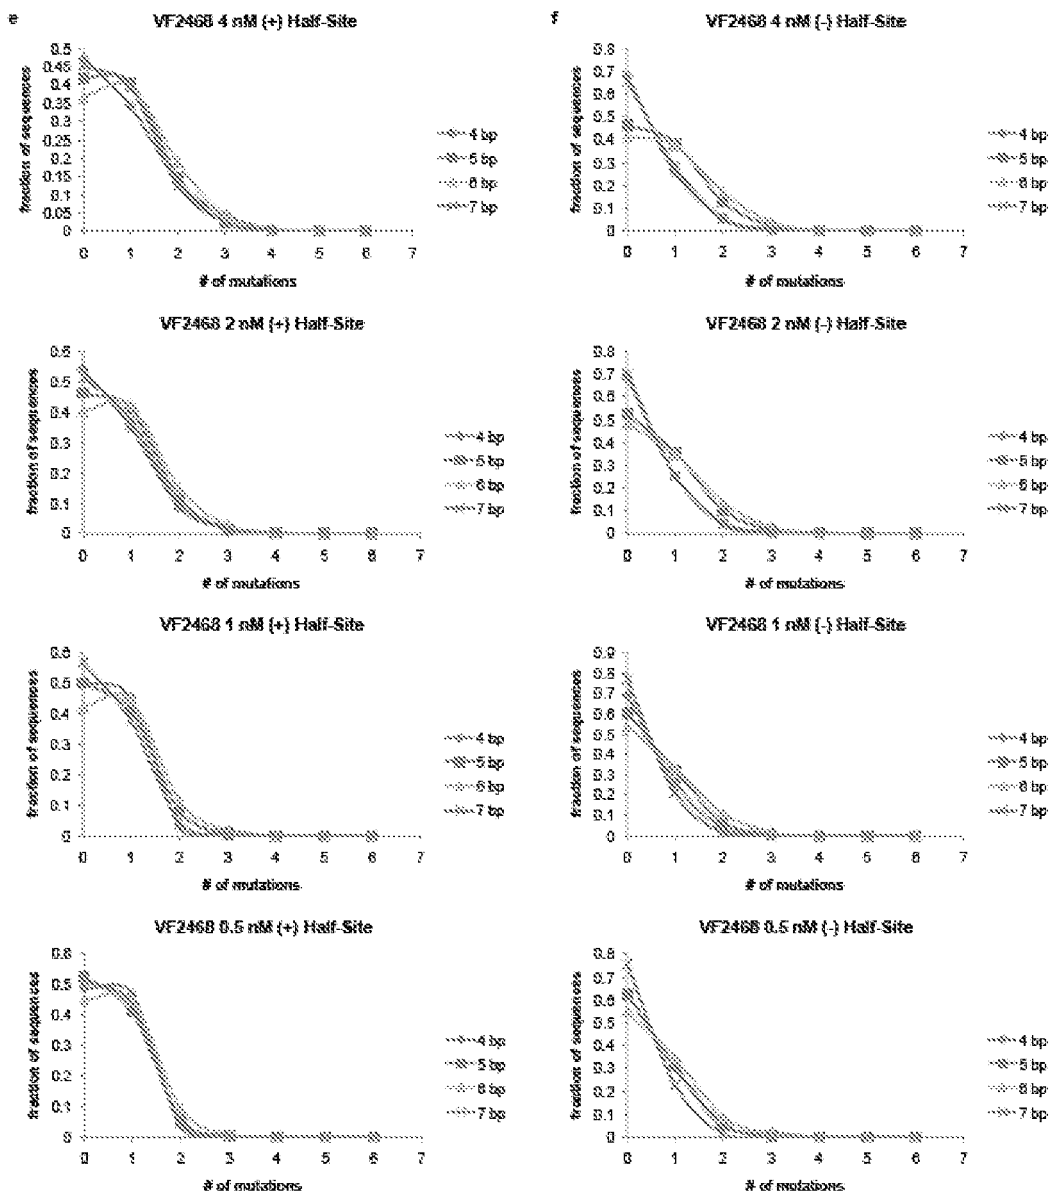 e
VF2468 4 nM (+) Half-Site
fraction of sequences
0.5
0.45
0.4
0.35
0.3
0.25
0.2
0.15
0.1
0.05
0
0 1 2 3 4 5 6 7
# of mutations
4 bp
5 bp
6 bp
7 bp
f
VF2468 4 nM (-) Half-Site
fraction of sequences
0.8
0.7
0.6
0.5
0.4
0.3
0.2
0.1
0
0 1 2 3 4 5 6 7
# of mutations
4 bp
5 bp
6 bp
7 bp
VF2468 2 nM (+) Half-Site
fraction of sequences
0.6
0.5
0.4
0.3
0.2
0.1
0
0 1 2 3 4 5 6 7
# of mutations
4 bp
5 bp
6 bp
7 bp
VF2468 2 nM (-) Half-Site
fraction of sequences
0.8
0.7
0.6
0.5
0.4
0.3
0.2
0.1
0
0 1 2 3 4 5 6 7
# of mutations
4 bp
5 bp
6 bp
7 bp
VF2468 1 nM (+) Half-Site
fraction of sequences
0.6
0.5
0.4
0.3
0.2
0.1
0
0 1 2 3 4 5 6 7
# of mutations
4 bp
5 bp
6 bp
7 bp
VF2468 1 nM (-) Half-Site
fraction of sequences
0.9
0.8
0.7
0.6
0.5
0.4
0.3
0.2
0.1
0
0 1 2 3 4 5 6 7
# of mutations
4 bp
5 bp
6 bp
7 bp
VF2468 0.5 nM (+) Half-Site
fraction of sequences
0.6
0.5
0.4
0.3
0.2
0.1
0
0 1 2 3 4 5 6 7
# of mutations
4 bp
5 bp
6 bp
7 bp
VF2468 0.5 nM (-) Half-Site
fraction of sequences
0.8
0.7
0.6
0.5
0.4
0.3
0.2
0.1
0
0 1 2 3 4 5 6 7
# of mutations
4 bp
5 bp
6 bp
7 bp